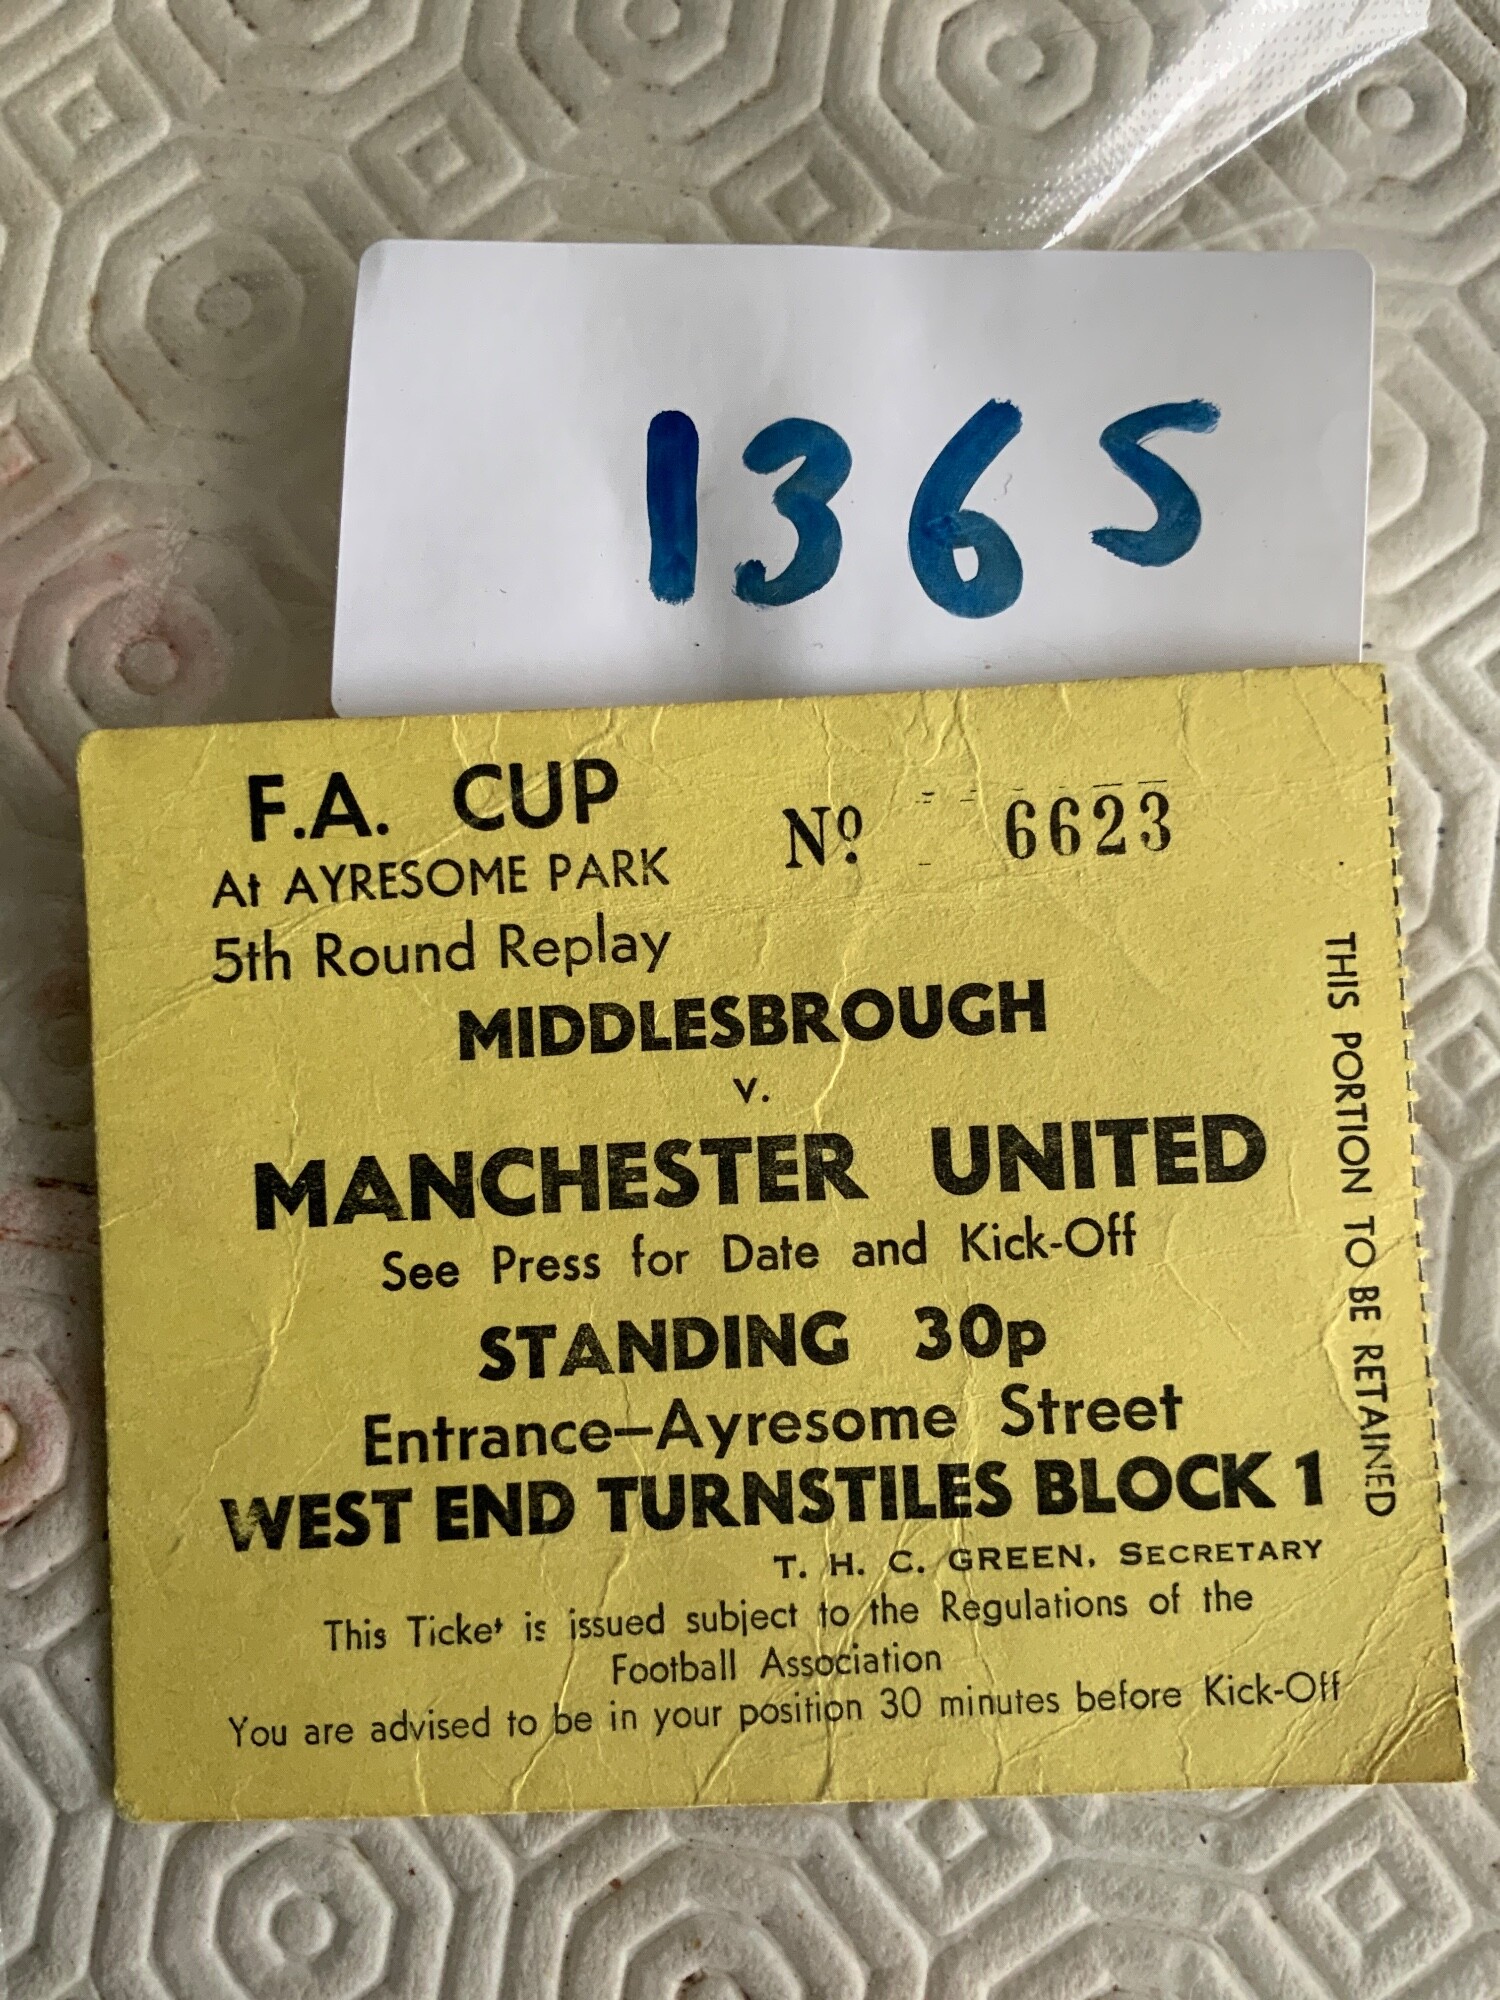 1365
F.A. CUP
Nº 6623
At AYRESOME PARK
5th Round Replay
MIDDLESBROUGH
v.
MANCHESTER UNITED
See Press for Date and Kick-Off
STANDING 30p
Entrance—Ayresome Street
WEST END TURNSTILES BLOCK 1
T. H. C. GREEN, SECRETARY
This Ticket is issued subject to the Regulations of the
Football Association
You are advised to be in your position 30 minutes before Kick-Off
THIS PORTION TO BE RETAINED